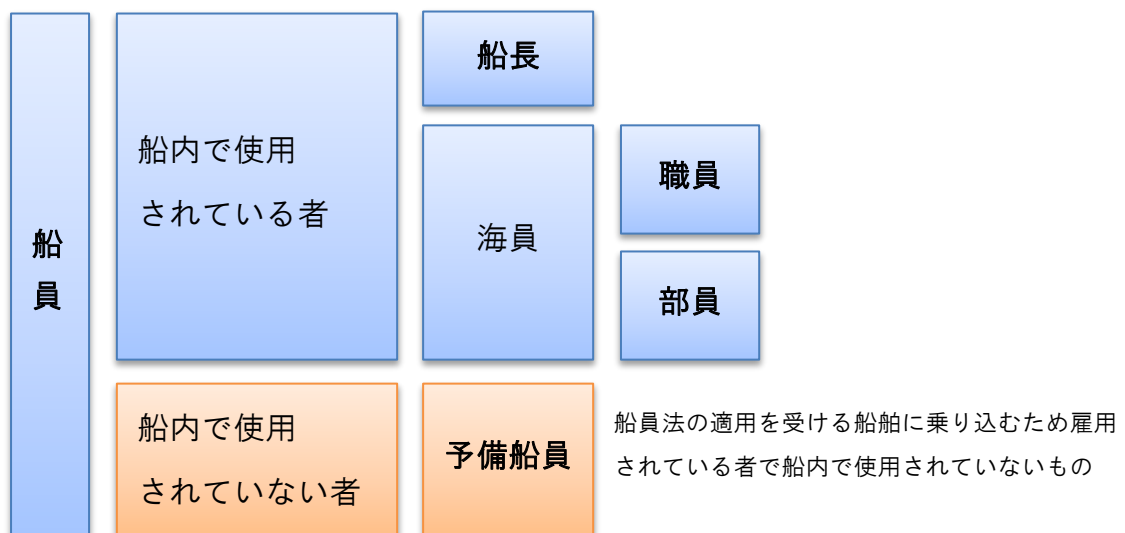 船員
船内で使用
されている者
船長
海員
職員
部員
船内で使用
されていない者
予備船員
船員法の適用を受ける船舶に乗り込むため雇用
されている者で船内で使用されていないもの